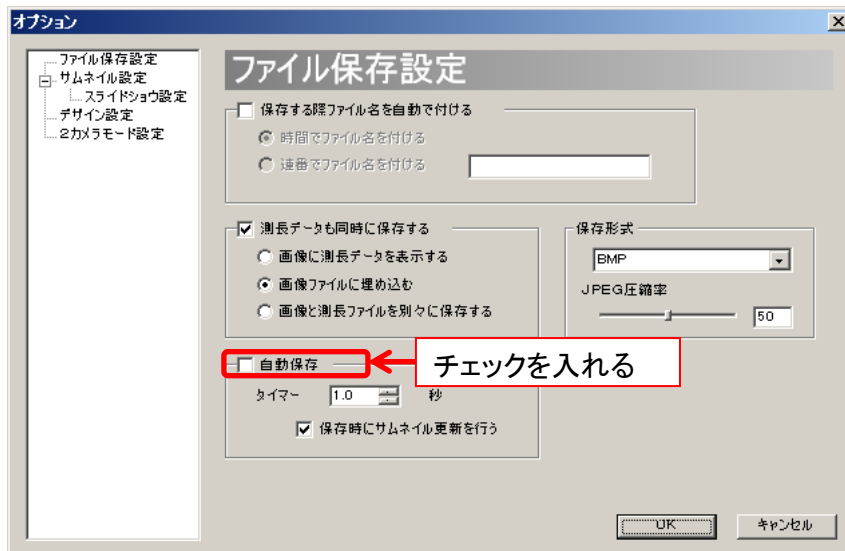 オプション
ファイル保存設定
サムネイル設定
スライドショウ設定
デザイン設定
2カメラモード設定
ファイル保存設定
保存する際ファイル名を自動で付ける
時間でファイル名を付ける
連番でファイル名を付ける
測長データも同時に保存する
画像に測長データを表示する
画像ファイルに埋め込む
画像と測長ファイルを別々に保存する
保存形式
BMP
JPEG圧縮率
50
自動保存
チェックを入れる
タイマー 1.0 秒
保存時にサムネイル更新を行う
OK キャンセル